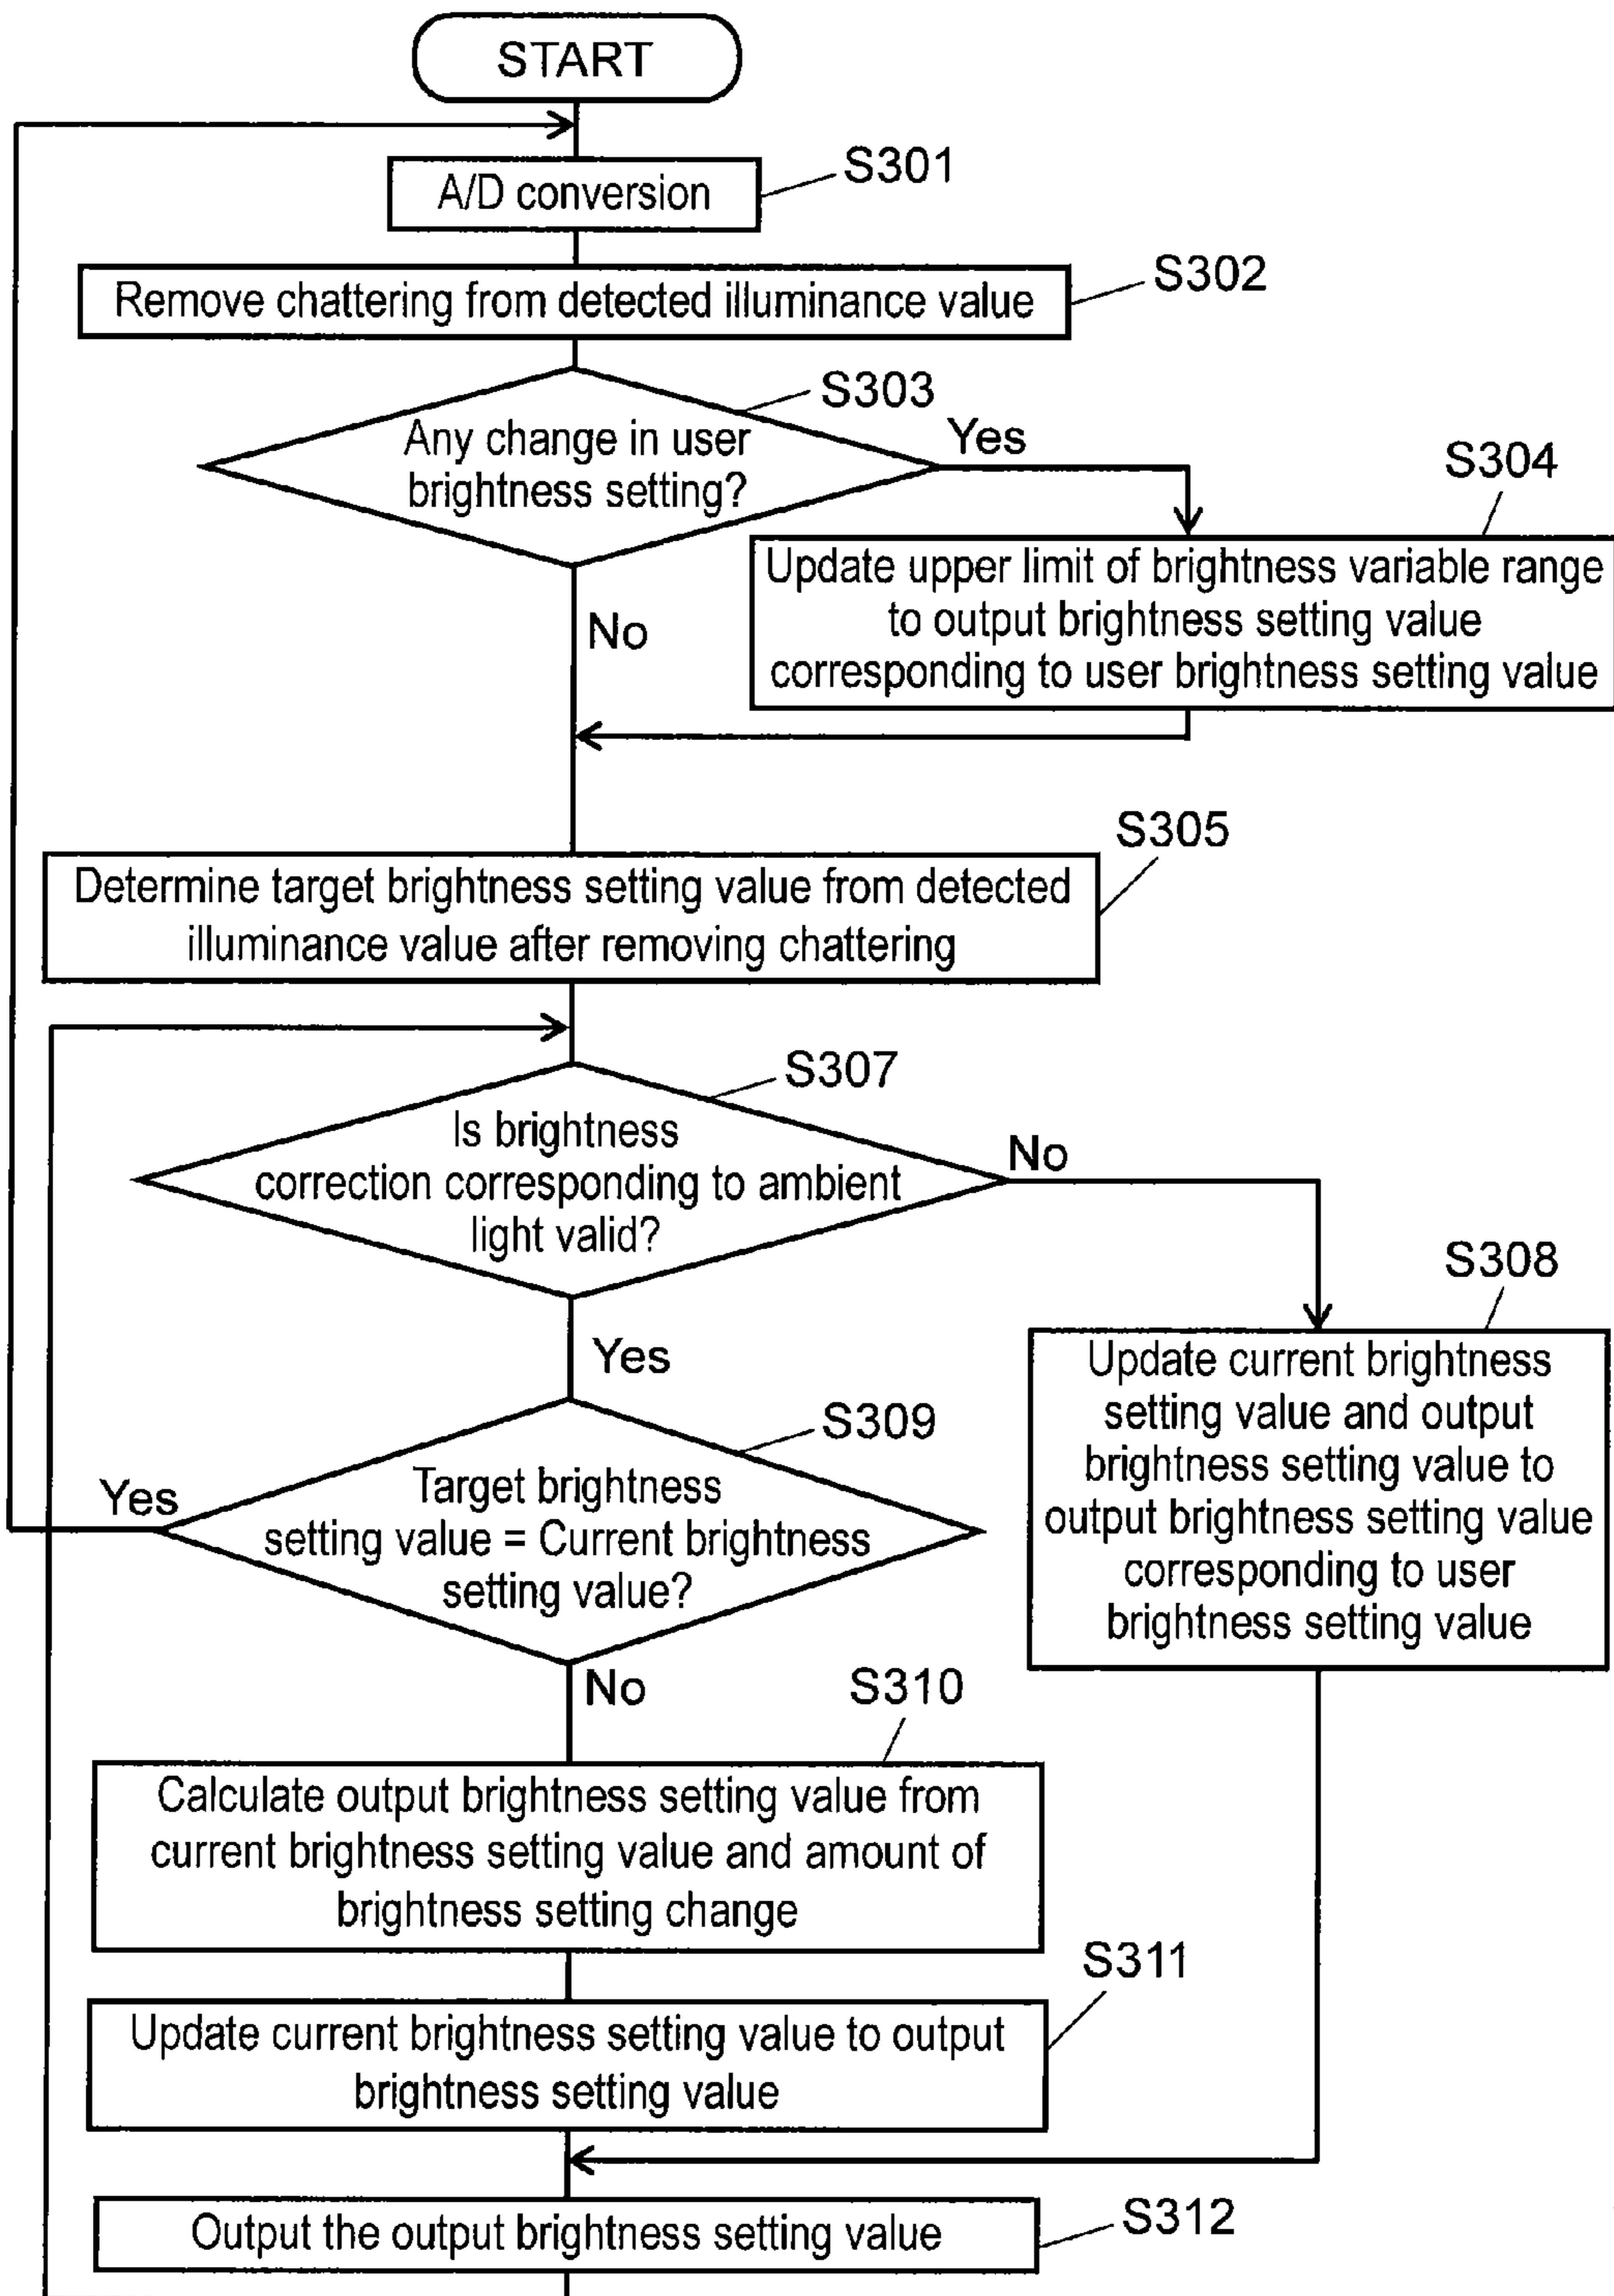 START
S301
A/D conversion
S302
Remove chattering from detected illuminance value
S303
Any change in user
brightness setting?
Yes
S304
Update upper limit of brightness variable range
to output brightness setting value
corresponding to user brightness setting value
No
S305
Determine target brightness setting value from detected
illuminance value after removing chattering
S307
Is brightness
correction corresponding to ambient
light valid?
No
S308
Update current brightness
setting value and output
brightness setting value to
output brightness setting value
corresponding to user
brightness setting value
Yes
S309
Target brightness
setting value = Current brightness
setting value?
Yes
No
S310
Calculate output brightness setting value from
current brightness setting value and amount of
brightness setting change
S311
Update current brightness setting value to output
brightness setting value
S312
Output the output brightness setting value